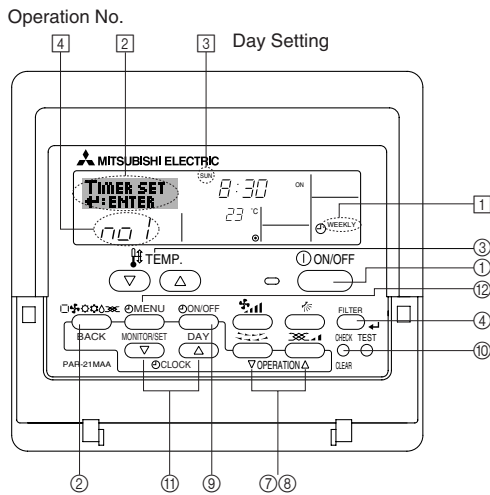 Operation No.
4 2 3 Day Setting
MITSUBISHI ELECTRIC
SUN
TIMER SET
↵:ENTER
8:30 ON
23 °C
no 1
WEEKLY
1
TEMP. ON/OFF
3
1
12
MENU ON/OFF FILTER
4
BACK MONITOR/SET DAY CHECK TEST
10
PAR-21MAA CLOCK ▽OPERATION△ CLEAR
2 11 9 7 8